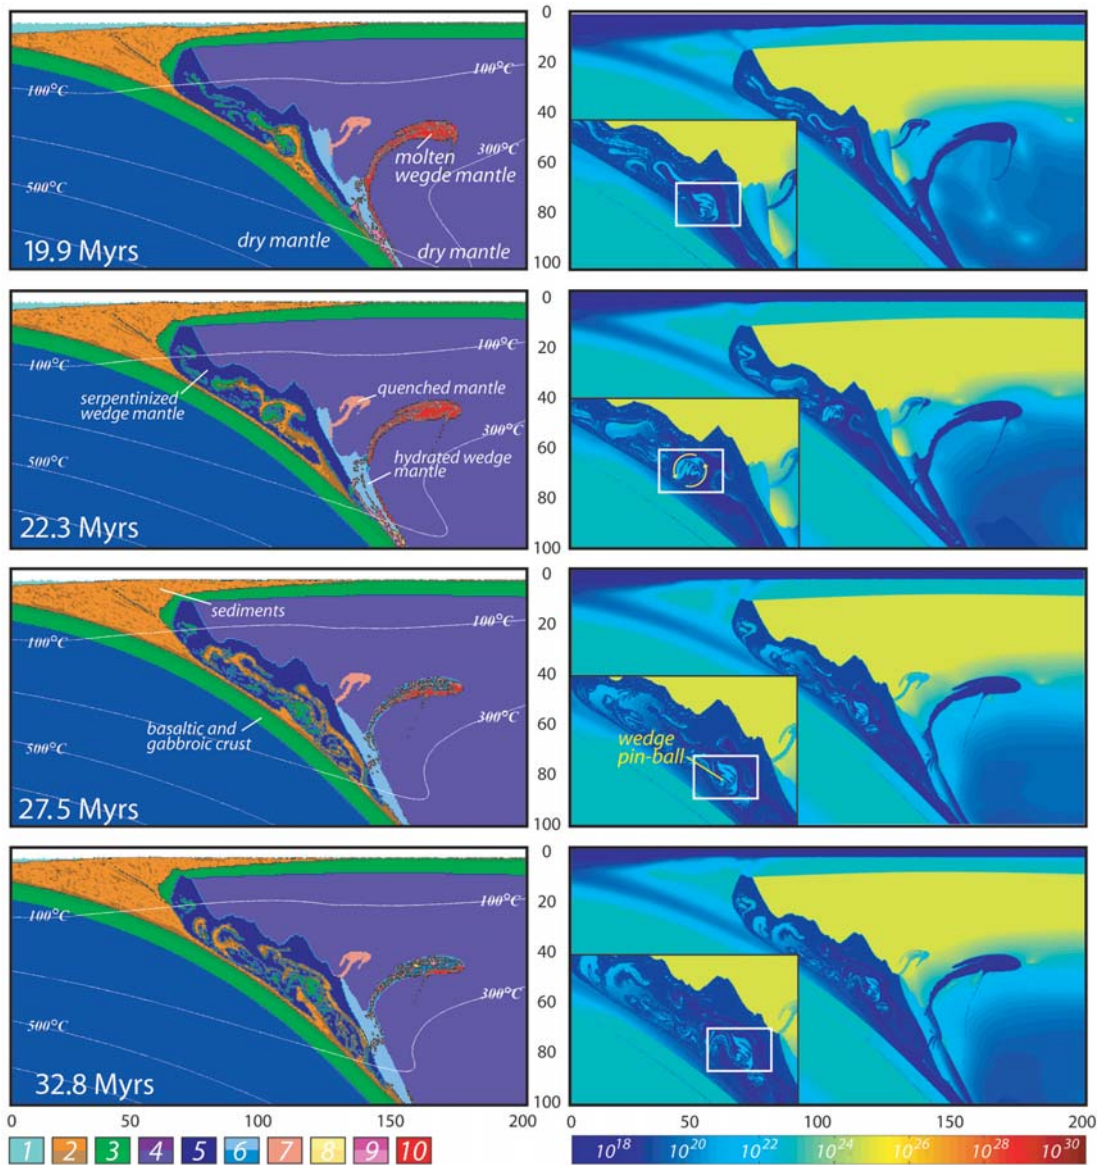 0
100°C
20
100°C
40
molten
wegde mantle
300°C
60
500°C
80
dry mantle
dry mantle
19.9 Myrs
100
0
100°C
20
100°C
serpentinized
wedge mantle
quenched mantle
40
300°C
60
500°C
hydrated wedge
mantle
80
22.3 Myrs
100
0
sediments
100°C
20
100°C
40
basaltic and
gabbroic crust
300°C
60
wedge
pin-ball
500°C
80
27.5 Myrs
100
0
100°C
20
100°C
40
300°C
60
500°C
80
32.8 Myrs
100
0 50 100 150 200 0 50 100 150 200
1 2 3 4 5 6 7 8 9 10 10^18 10^20 10^22 10^24 10^26 10^28 10^30